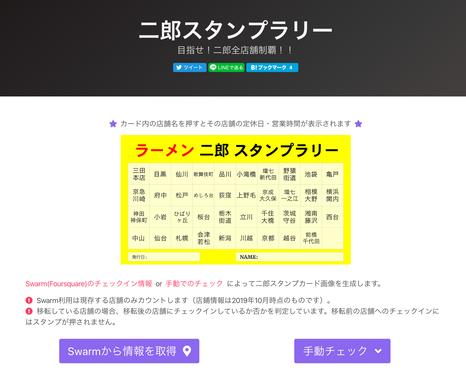 二郎スタンプラリー
目指せ！二郎全店舗制覇！！
ツイート LINEで送る B!ブックマーク 4
カード内の店舗名を押すとその店舗の定休日・営業時間が表示されます
ラーメン 二郎 スタンプラリー
三田本店 目黒 仙川 歌舞伎町 品川 小滝橋 環七新代田 野猿街道 池袋 亀戸
京急川崎 府中 松戸 めじろ台 荻窪 上野毛 京成大久保 環七一之江 相模大野 横浜関内
神田神保町 小岩 ひばりヶ丘 桜台 栃木街道 立川 千住大橋 茨城守谷 湘南藤沢 西台
中山 仙台 札幌 会津若松 新潟 川越 京都 越谷 前橋千代田
発行日: NAME:
Swarm(Foursquare)のチェックイン情報 or 手動でのチェック によって二郎スタンプカード画像を生成します。
Swarm利用は現存する店舗のみカウントします（店舗情報は2019年10月時点のものです）。
移転している店舗の場合、移転後の店舗にチェックインしているか否かを判定しています。移転前の店舗へのチェックインに
はスタンプが押されません。
Swarmから情報を取得 手動チェック